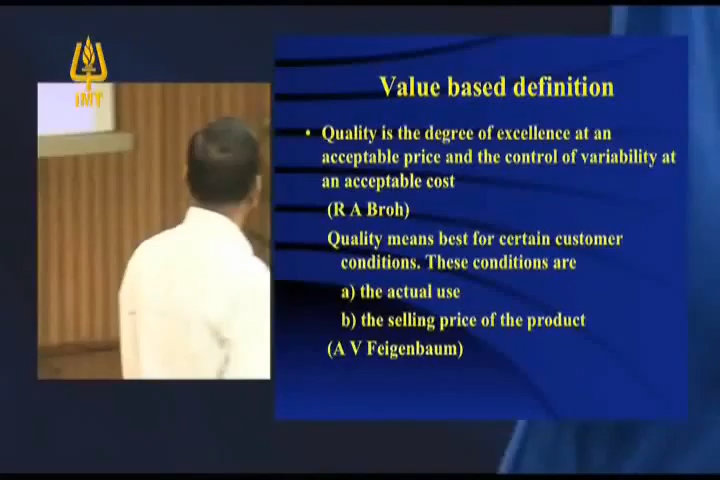 IMT
Value based definition
• Quality is the degree of excellence at an
acceptable price and the control of variability at
an acceptable cost
(R A Broh)
Quality means best for certain customer
conditions. These conditions are
a) the actual use
b) the selling price of the product
(A V Feigenbaum)